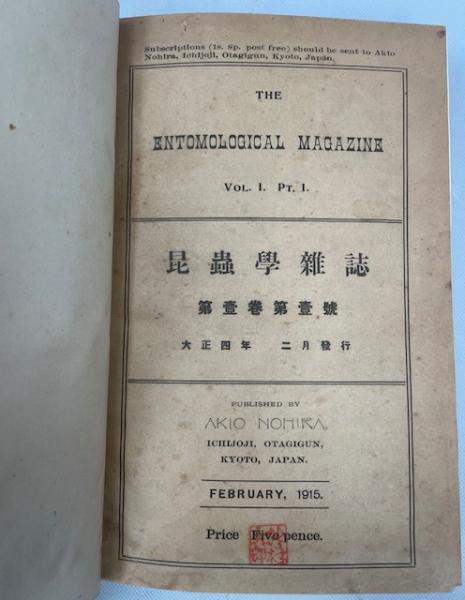 Subscriptions (1s. 8p. post free) should be sent to Akio
Nohira, Ichijoji, Otagigun, Kyoto, Japan.
THE
ENTOMOLOGICAL MAGAZINE
VOL. I. PT. I.
昆蟲學雜誌
第壹卷第壹號
大正四年 二月發行
PUBLISHED BY
AKIO NOHIRA,
ICHIJOJI, OTAGIGUN,
KYOTO, JAPAN.
FEBRUARY, 1915.
Price Five pence.